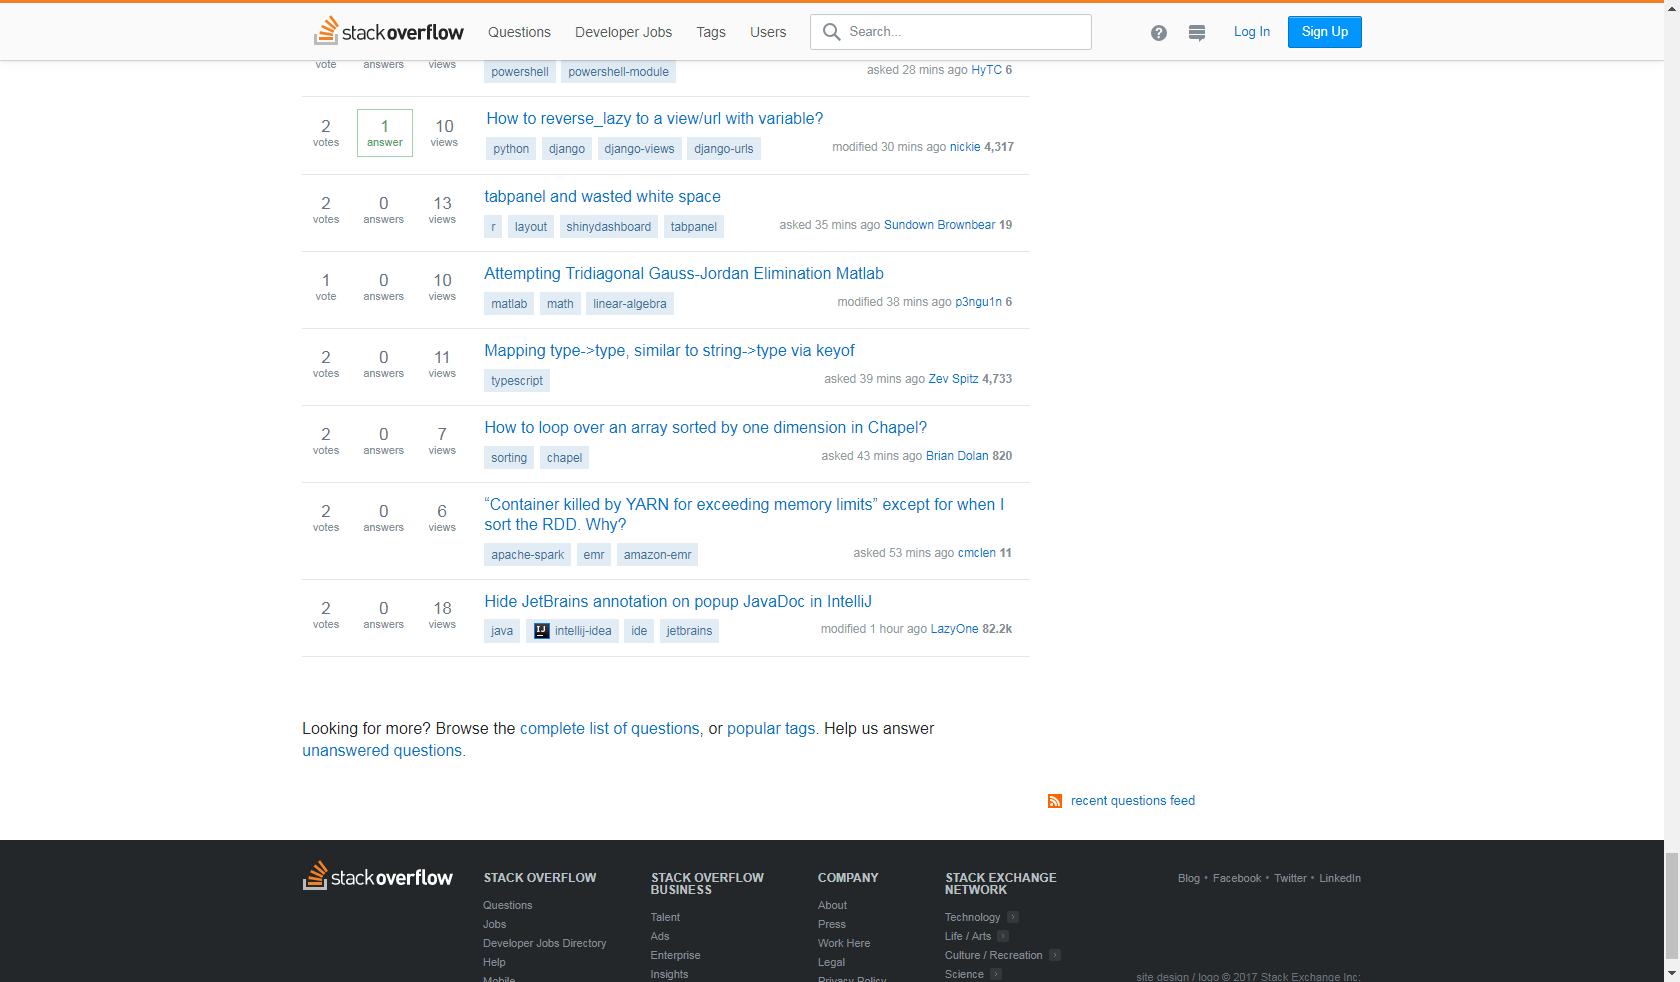 stackoverflow Questions Developer Jobs Tags Users Search... Log In Sign Up
vote answers views
powershell powershell-module asked 28 mins ago HyTC 6
How to reverse_lazy to a view/url with variable?
2 1 10
votes answer views
python django django-views django-urls modified 30 mins ago nickie 4,317
tabpanel and wasted white space
2 0 13
votes answers views
r layout shinydashboard tabpanel asked 35 mins ago Sundown Brownbear 19
Attempting Tridiagonal Gauss-Jordan Elimination Matlab
1 0 10
vote answers views
matlab math linear-algebra modified 38 mins ago p3ngu1n 6
Mapping type->type, similar to string->type via keyof
2 0 11
votes answers views
typescript asked 39 mins ago Zev Spitz 4,733
How to loop over an array sorted by one dimension in Chapel?
2 0 7
votes answers views
sorting chapel asked 43 mins ago Brian Dolan 820
“Container killed by YARN for exceeding memory limits” except for when I
sort the RDD. Why?
2 0 6
votes answers views
apache-spark emr amazon-emr asked 53 mins ago cmclen 11
Hide JetBrains annotation on popup JavaDoc in IntelliJ
2 0 18
votes answers views
java IJ intellij-idea ide jetbrains modified 1 hour ago LazyOne 82.2k
Looking for more? Browse the complete list of questions, or popular tags. Help us answer
unanswered questions.
recent questions feed
stackoverflow
STACK OVERFLOW
Questions
Jobs
Developer Jobs Directory
Help
Mobile
STACK OVERFLOW
BUSINESS
Talent
Ads
Enterprise
Insights
COMPANY
About
Press
Work Here
Legal
Privacy Policy
STACK EXCHANGE
NETWORK
Technology
Life / Arts
Culture / Recreation
Science
Blog • Facebook • Twitter • LinkedIn
site design / logo © 2017 Stack Exchange Inc;